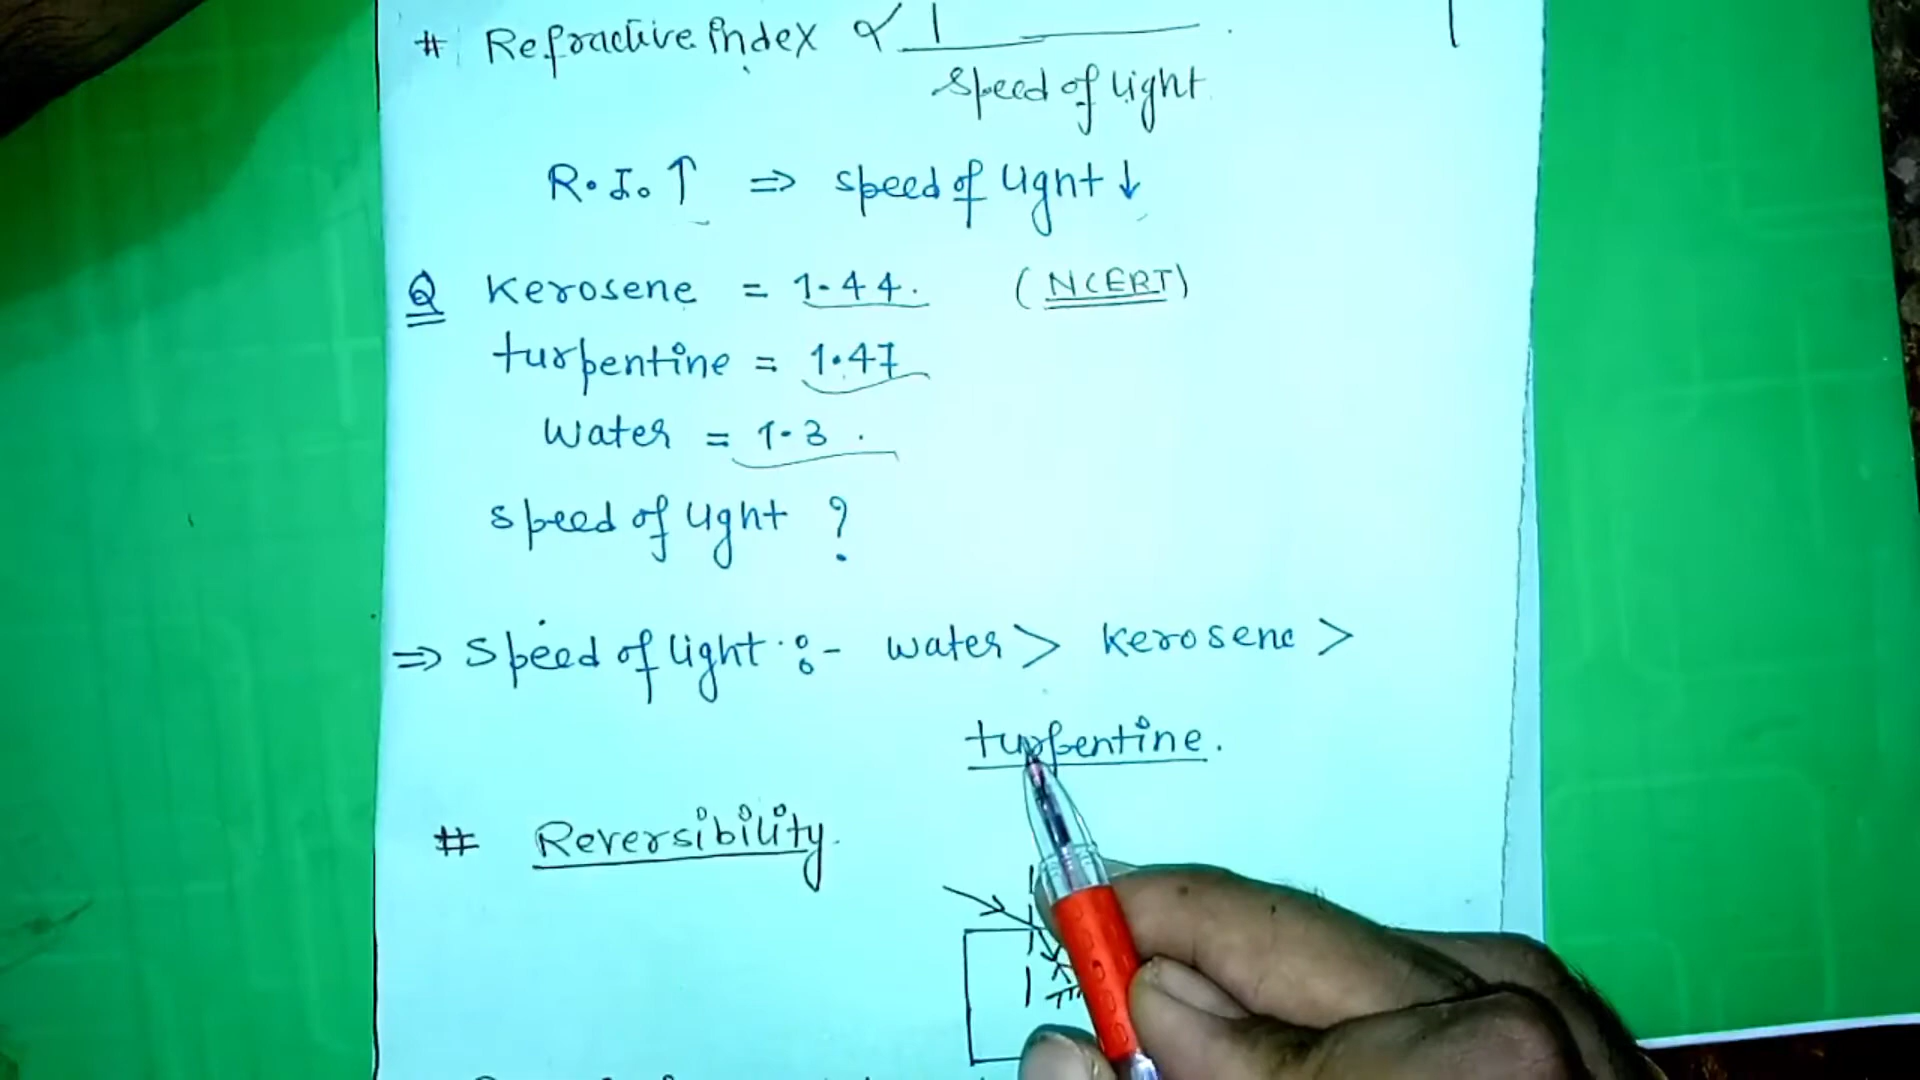 # Refractive index ∝ 1
speed of light
R.I. ↑ ⇒ speed of light ↓
Q Kerosene = 1.44. (NCERT)
turpentine = 1.47
Water = 1.3.
speed of light ?
⇒ speed of light :- water > kerosene >
turpentine.
# Reversibility.